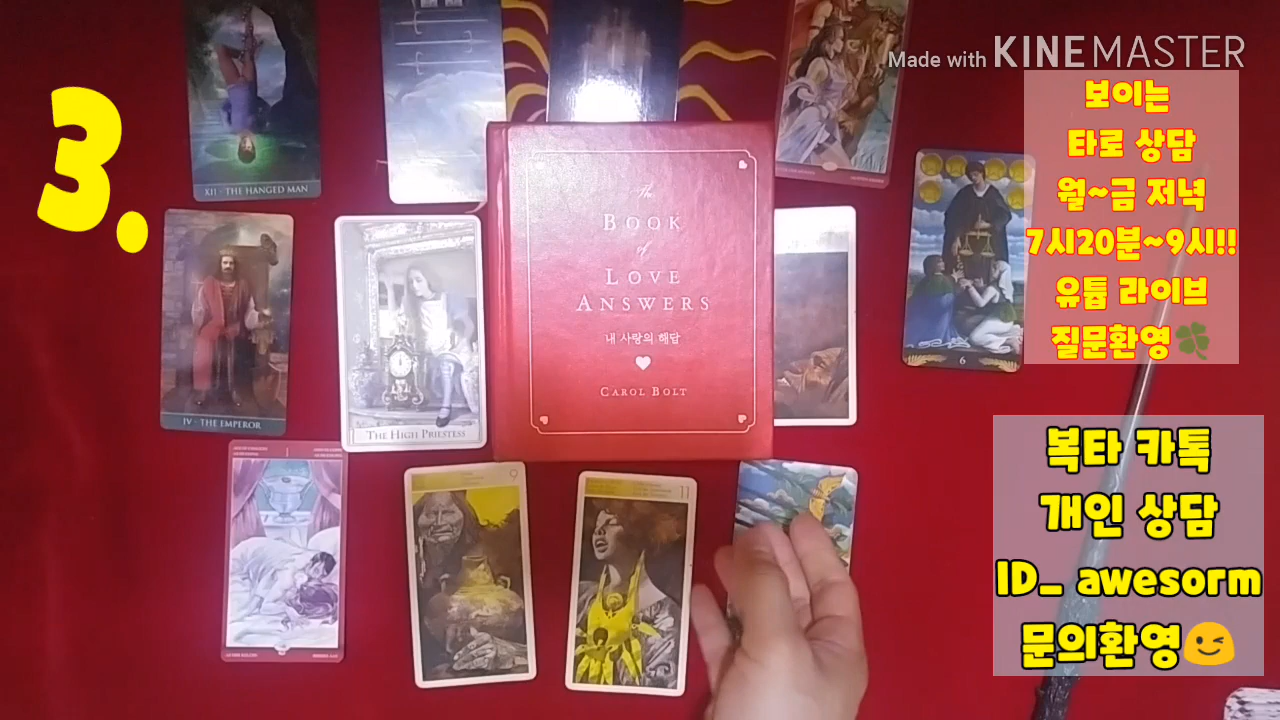 Made with KINEMASTER
3.
보이는
타로 상담
월~금 저녁
7시20분~9시!!
유튭 라이브
질문환영🍀
XII · THE HANGED MAN
The
BOOK
of
LOVE
ANSWERS
내 사랑의 해답
CAROL BOLT
6
IV · THE EMPEROR
THE HIGH PRIESTESS
9
11
복타 카톡
개인 상담
ID_ awesorm
문의환영😉